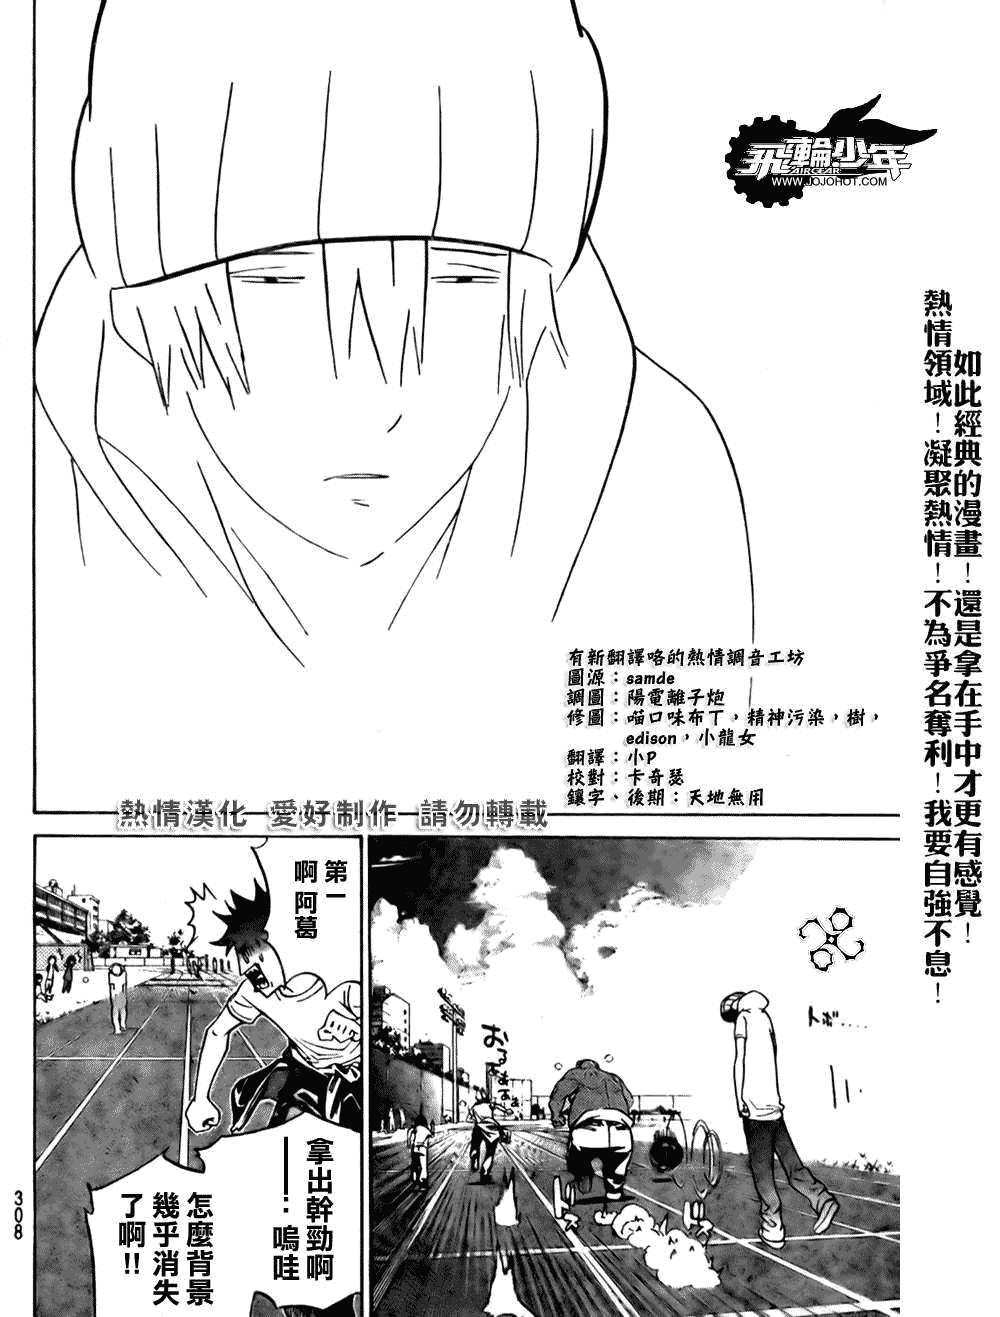 飛輪少年
AIRGEAR
WWW.JOJOHOT.COM
如此經典的漫畫！還是拿在手中才更有感覺！
熱情領域！凝聚熱情！不為爭名奪利！我要自強不息！
有新翻譯咯的熱情調音工坊
圖源：samde
調圖：陽電離子炮
修圖：喵口味布丁，精神污染，樹，
edison，小龍女
翻譯：小P
校對：卡奇瑟
鑲字、後期：天地無用
熱情漢化 愛好制作 請勿轉載
トボ……
おおお
第一
啊阿葛
拿出幹勁啊
——：嗚哇
怎麼背景
幾乎消失
了啊!!
308